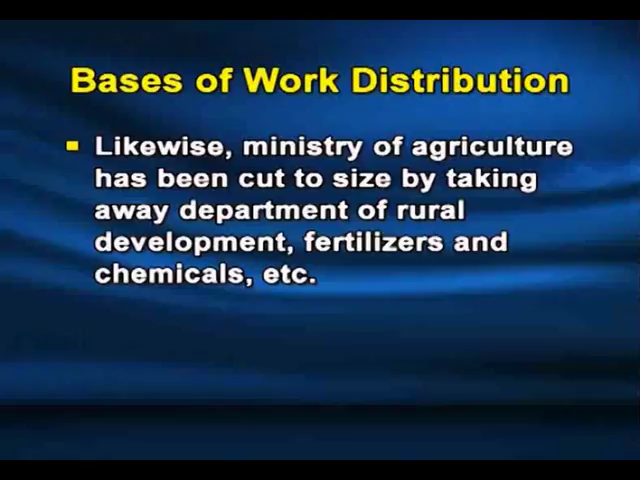 Bases of Work Distribution
Likewise, ministry of agriculture
has been cut to size by taking
away department of rural
development, fertilizers and
chemicals, etc.